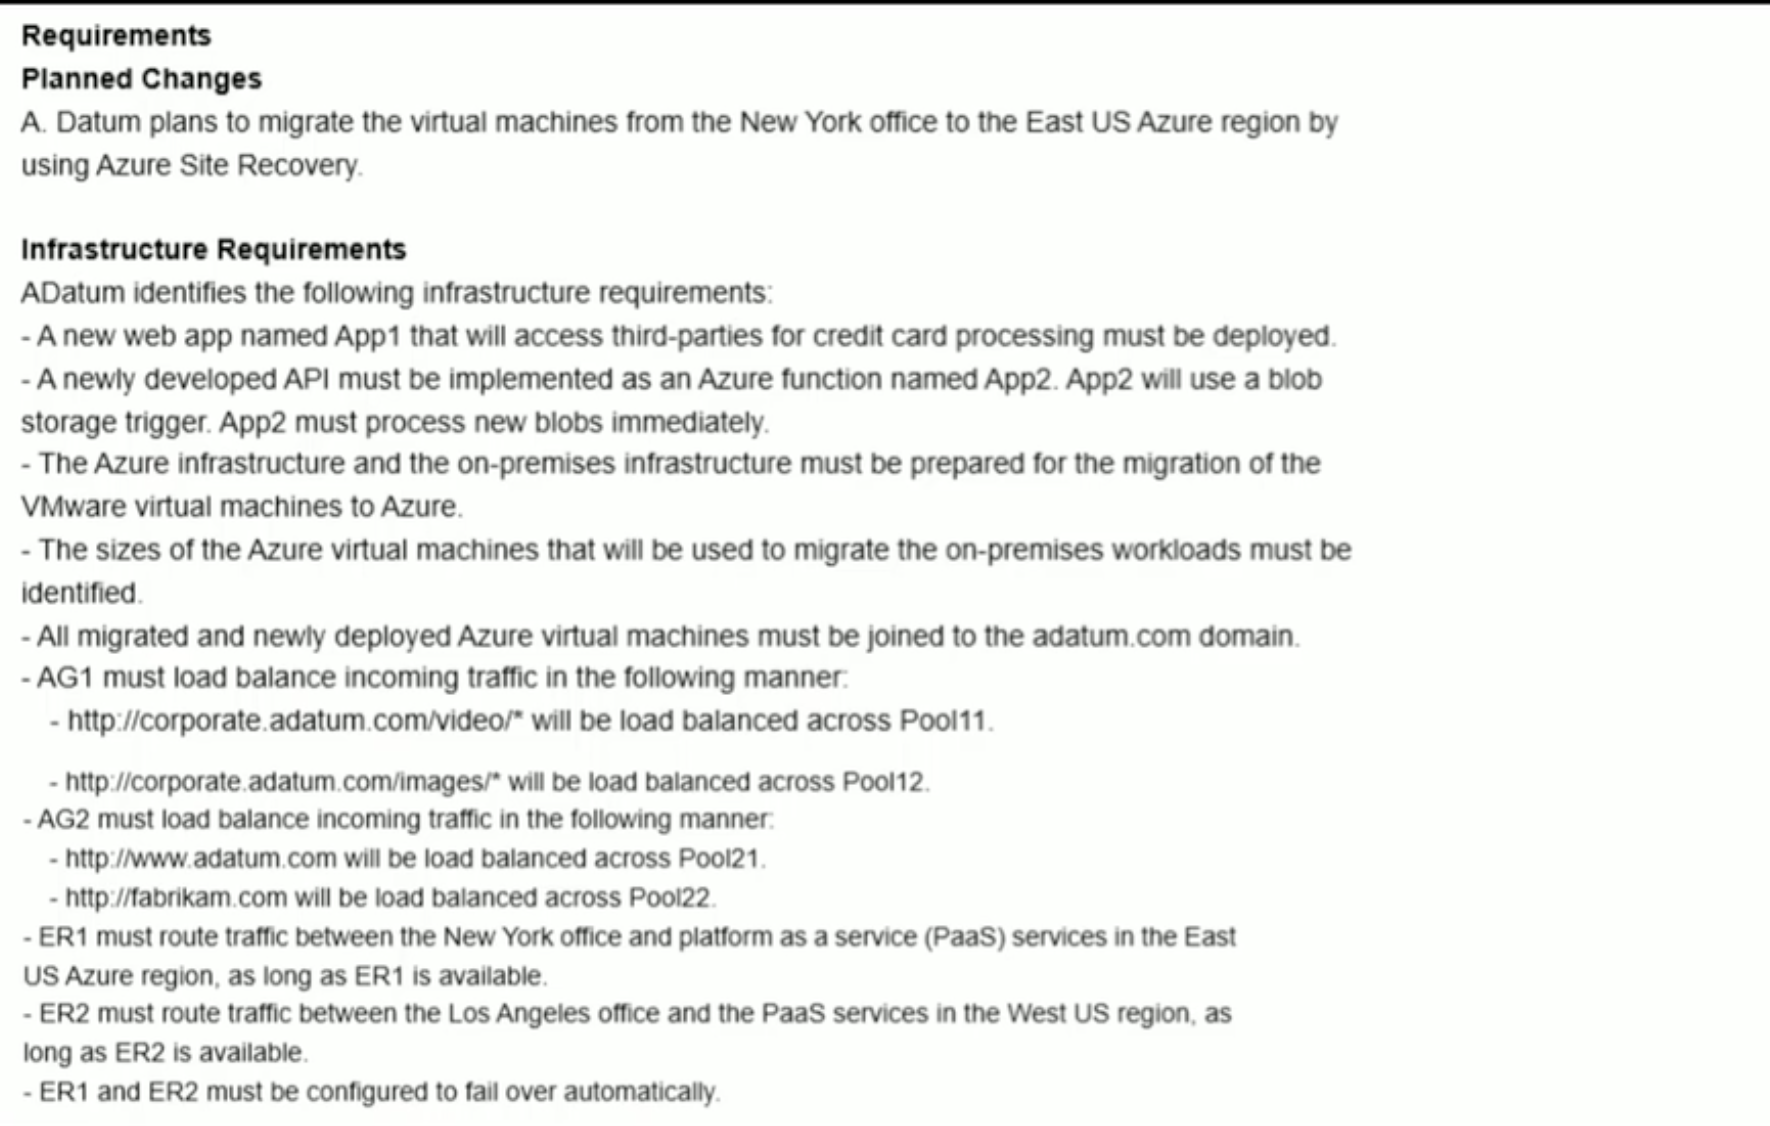 Requirements
Planned Changes
A. Datum plans to migrate the virtual machines from the New York office to the East US Azure region by
using Azure Site Recovery.
Infrastructure Requirements
ADatum identifies the following infrastructure requirements:
- A new web app named App1 that will access third-parties for credit card processing must be deployed.
- A newly developed API must be implemented as an Azure function named App2. App2 will use a blob
storage trigger. App2 must process new blobs immediately.
- The Azure infrastructure and the on-premises infrastructure must be prepared for the migration of the
VMware virtual machines to Azure.
- The sizes of the Azure virtual machines that will be used to migrate the on-premises workloads must be
identified.
- All migrated and newly deployed Azure virtual machines must be joined to the adatum.com domain.
- AG1 must load balance incoming traffic in the following manner:
- http://corporate.adatum.com/video/* will be load balanced across Pool11.
- http://corporate.adatum.com/images/* will be load balanced across Pool12.
- AG2 must load balance incoming traffic in the following manner:
- http://www.adatum.com will be load balanced across Pool21.
- http://fabrikam.com will be load balanced across Pool22.
- ER1 must route traffic between the New York office and platform as a service (PaaS) services in the East
US Azure region, as long as ER1 is available.
- ER2 must route traffic between the Los Angeles office and the PaaS services in the West US region, as
long as ER2 is available.
- ER1 and ER2 must be configured to fail over automatically.